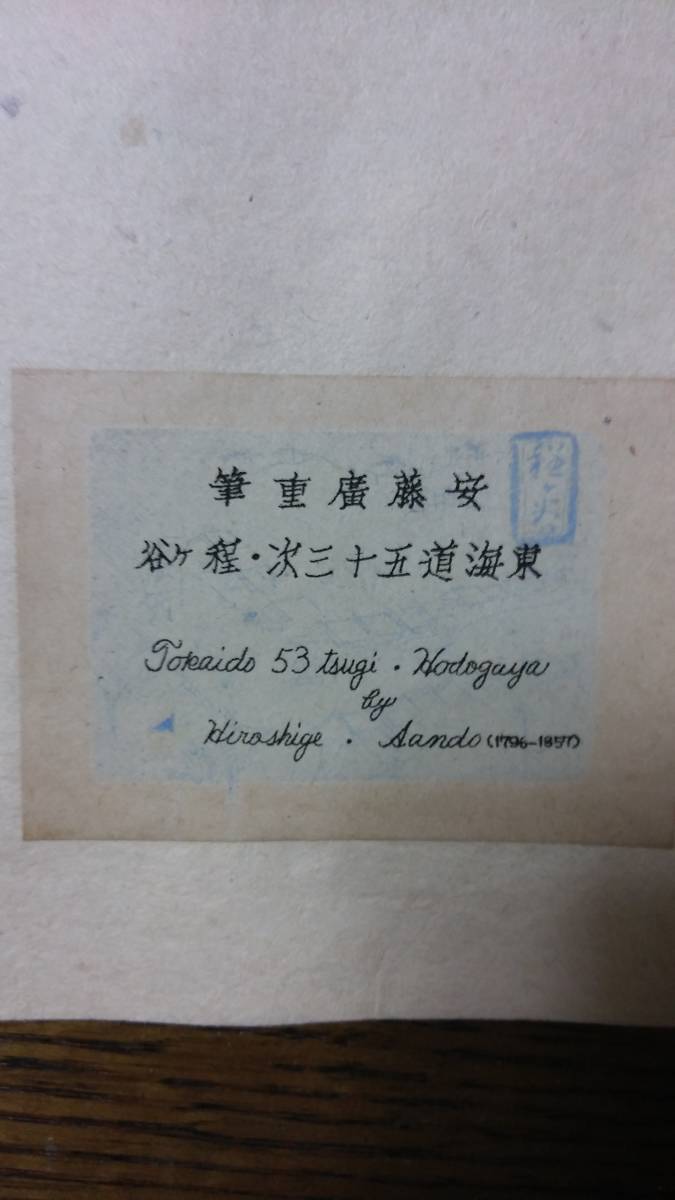 安藤廣重筆
東海道五十三次・程ヶ谷
Tokaido 53 tsugi . Hodogaya
by
Hiroshige . Aando (1796-1857)